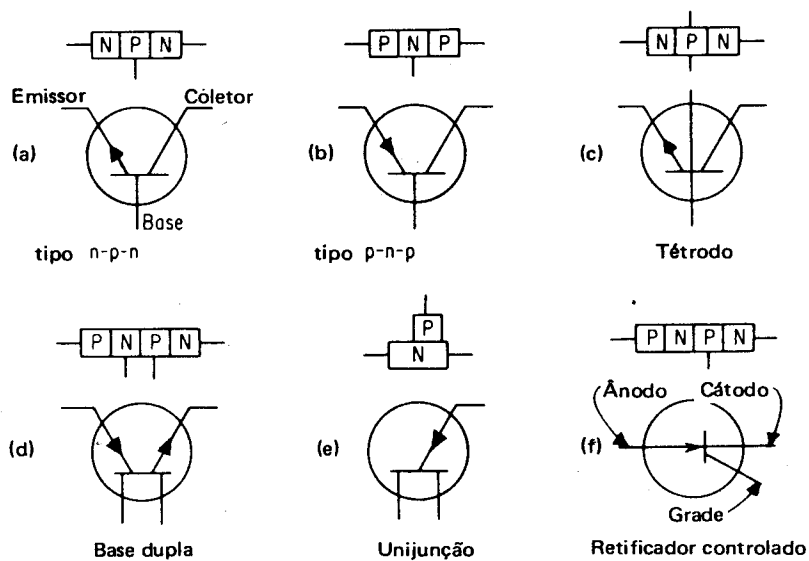 N P N
P N P
N P N
Emissor
Coletor
(a)
(b)
(c)
Base
tipo n-p-n
tipo p-n-p
Tétrodo
P N P N
P
N
P N P N
Ânodo
Cátodo
(d)
(e)
(f)
Grade
Base dupla
Unijunção
Retificador controlado